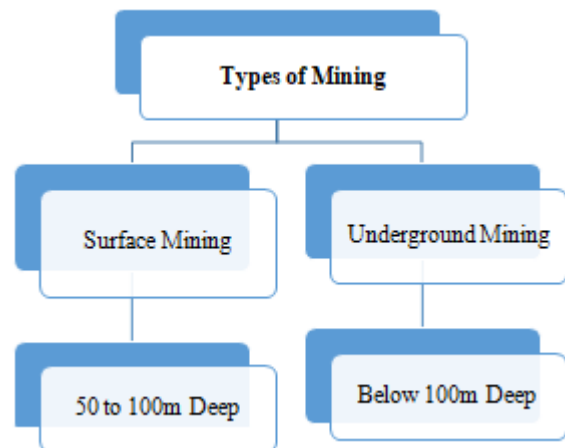 Types of Mining
Surface Mining
Underground Mining
50 to 100m Deep
Below 100m Deep